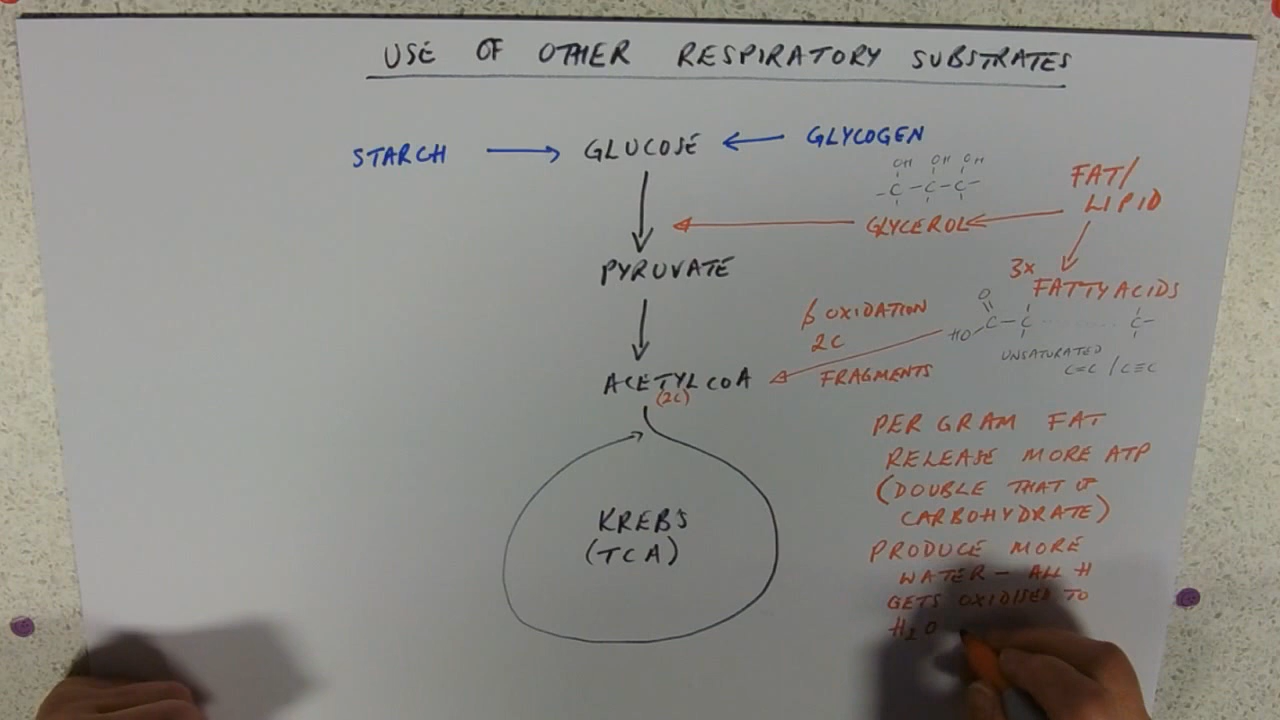 USE OF OTHER RESPIRATORY SUBSTRATES
STARCH → GLUCOSE ← GLYCOGEN
OH OH OH
-C-C-C-
FAT/
LIPID
GLYCEROL
PYRUVATE
3x
FATTY ACIDS
O
HO C-C C-
β OXIDATION
2C
FRAGMENTS
UNSATURATED
C=C / C≡C
ACETYL COA
(2C)
PER GRAM FAT
RELEASE MORE ATP
(DOUBLE THAT OF
CARBOHYDRATE)
KREBS
(TCA)
PRODUCE MORE
WATER - ALL H
GETS OXIDISED TO
H₂O